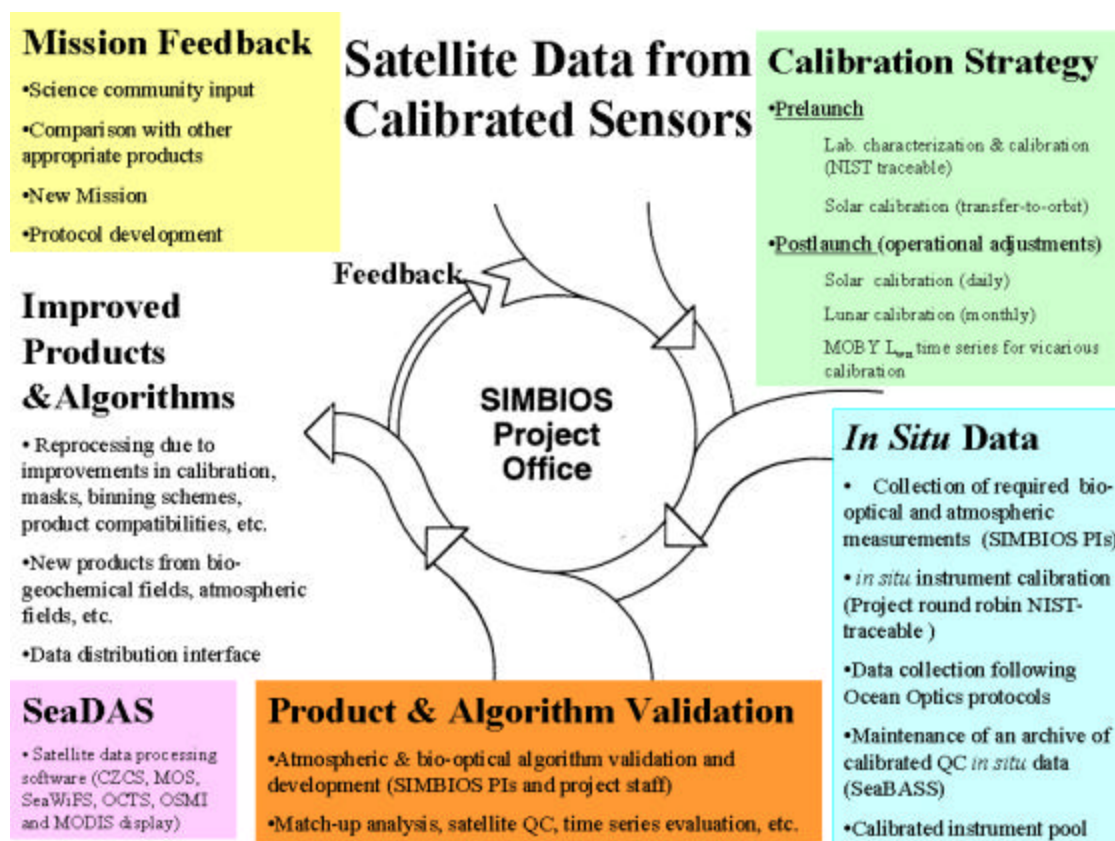 Mission Feedback
•Science community input
•Comparison with other
appropriate products
•New Mission
•Protocol development
Satellite Data from
Calibrated Sensors
Calibration Strategy
•Prelaunch
Lab. characterization & calibration
(NIST traceable)
Solar calibration (transfer-to-orbit)
•Postlaunch (operational adjustments)
Solar calibration (daily)
Lunar calibration (monthly)
MOBY Lwn time series for vicarious
calibration
Feedback
Improved
Products
&Algorithms
• Reprocessing due to
improvements in calibration,
masks, binning schemes,
product compatibilities, etc.
•New products from bio-
geochemical fields, atmospheric
fields, etc.
•Data distribution interface
SIMBIOS
Project
Office
In Situ Data
• Collection of required bio-
optical and atmospheric
measurements (SIMBIOS PIs)
• in situ instrument calibration
(Project round robin NIST-
traceable )
•Data collection following
Ocean Optics protocols
•Maintenance of an archive of
calibrated QC in situ data
(SeaBASS)
•Calibrated instrument pool
SeaDAS
• Satellite data processing
software (CZCS, MOS,
SeaWiFS, OCTS, OSMI
and MODIS display)
Product & Algorithm Validation
•Atmospheric & bio-optical algorithm validation and
development (SIMBIOS PIs and project staff)
•Match-up analysis, satellite QC, time series evaluation, etc.